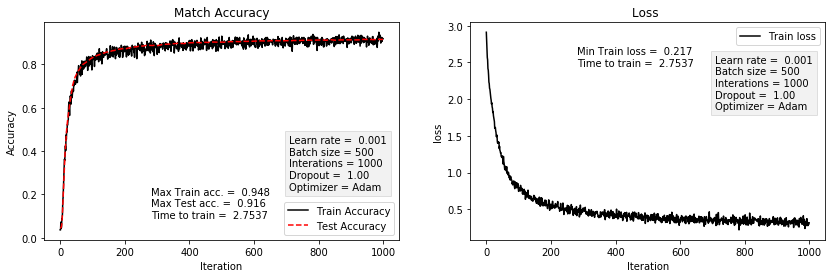 Match Accuracy
Accuracy
0.8
0.6
0.4
0.2
0.0
0
200
400
600
800
1000
Iteration
Learn rate =  0.001
Batch size = 500
Interations = 1000
Dropout =  1.00
Optimizer = Adam
Max Train acc. =  0.948
Max Test acc. =  0.916
Time to train =  2.7537
Train Accuracy
Test Accuracy
Loss
loss
3.0
2.5
2.0
1.5
1.0
0.5
0
200
400
600
800
1000
Iteration
Train loss
Min Train loss =  0.217
Time to train =  2.7537
Learn rate =  0.001
Batch size = 500
Interations = 1000
Dropout =  1.00
Optimizer = Adam